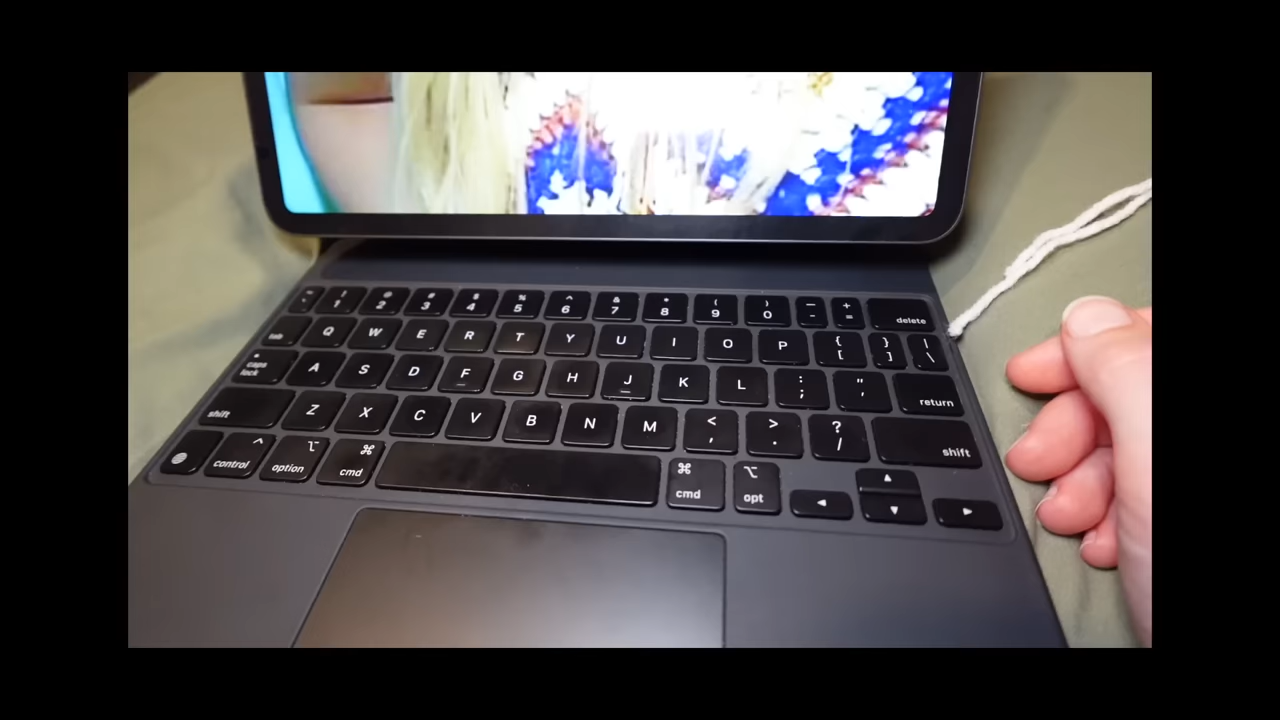 ~ ! @ # $ % ^ & * ( ) — +
` 1 2 3 4 5 6 7 8 9 0 - = delete
tab Q W E R T Y U I O P { [ } ] | \
caps lock A S D F G H J K L : ; " ' return
shift Z X C V B N M < , > . ? / shift
control ^ option ⌥ cmd ⌘ ⌘ cmd ⌥ opt ◀ ▲ ▼ ▶